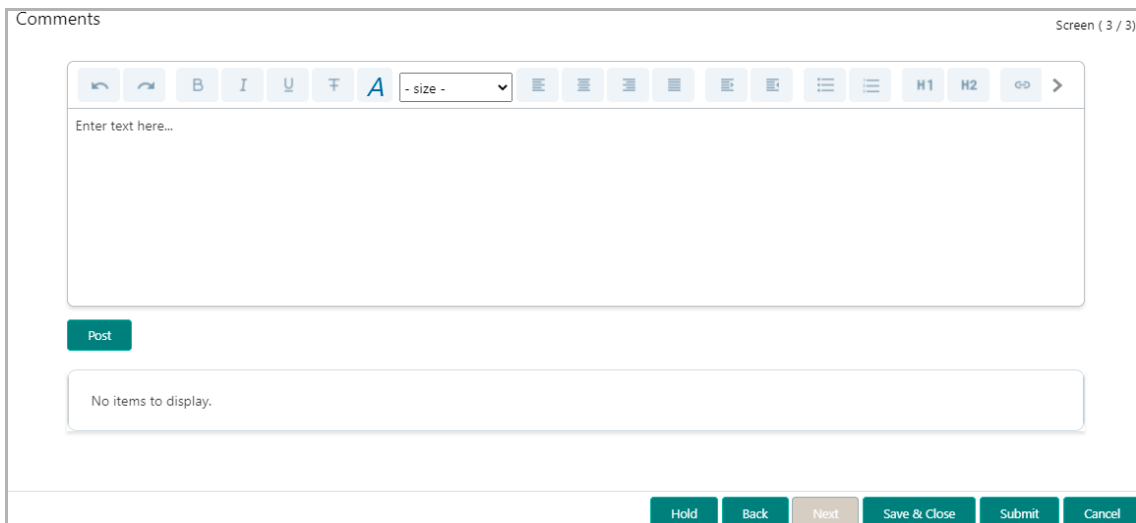 Comments
Screen ( 3 / 3)
B I U T A - size - H1 H2
Enter text here...
Post
No items to display.
Hold Back Next Save & Close Submit Cancel